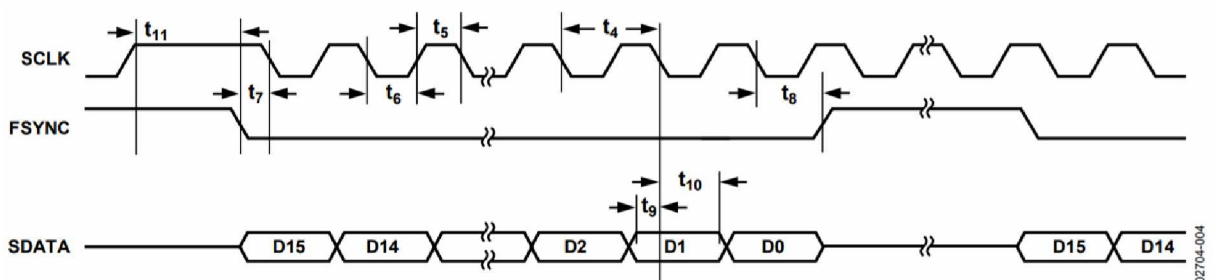 t11 t5 t4
SCLK
t7 t6 t8
FSYNC
t10
t9
SDATA D15 D14 D2 D1 D0 D15 D14
02704-004